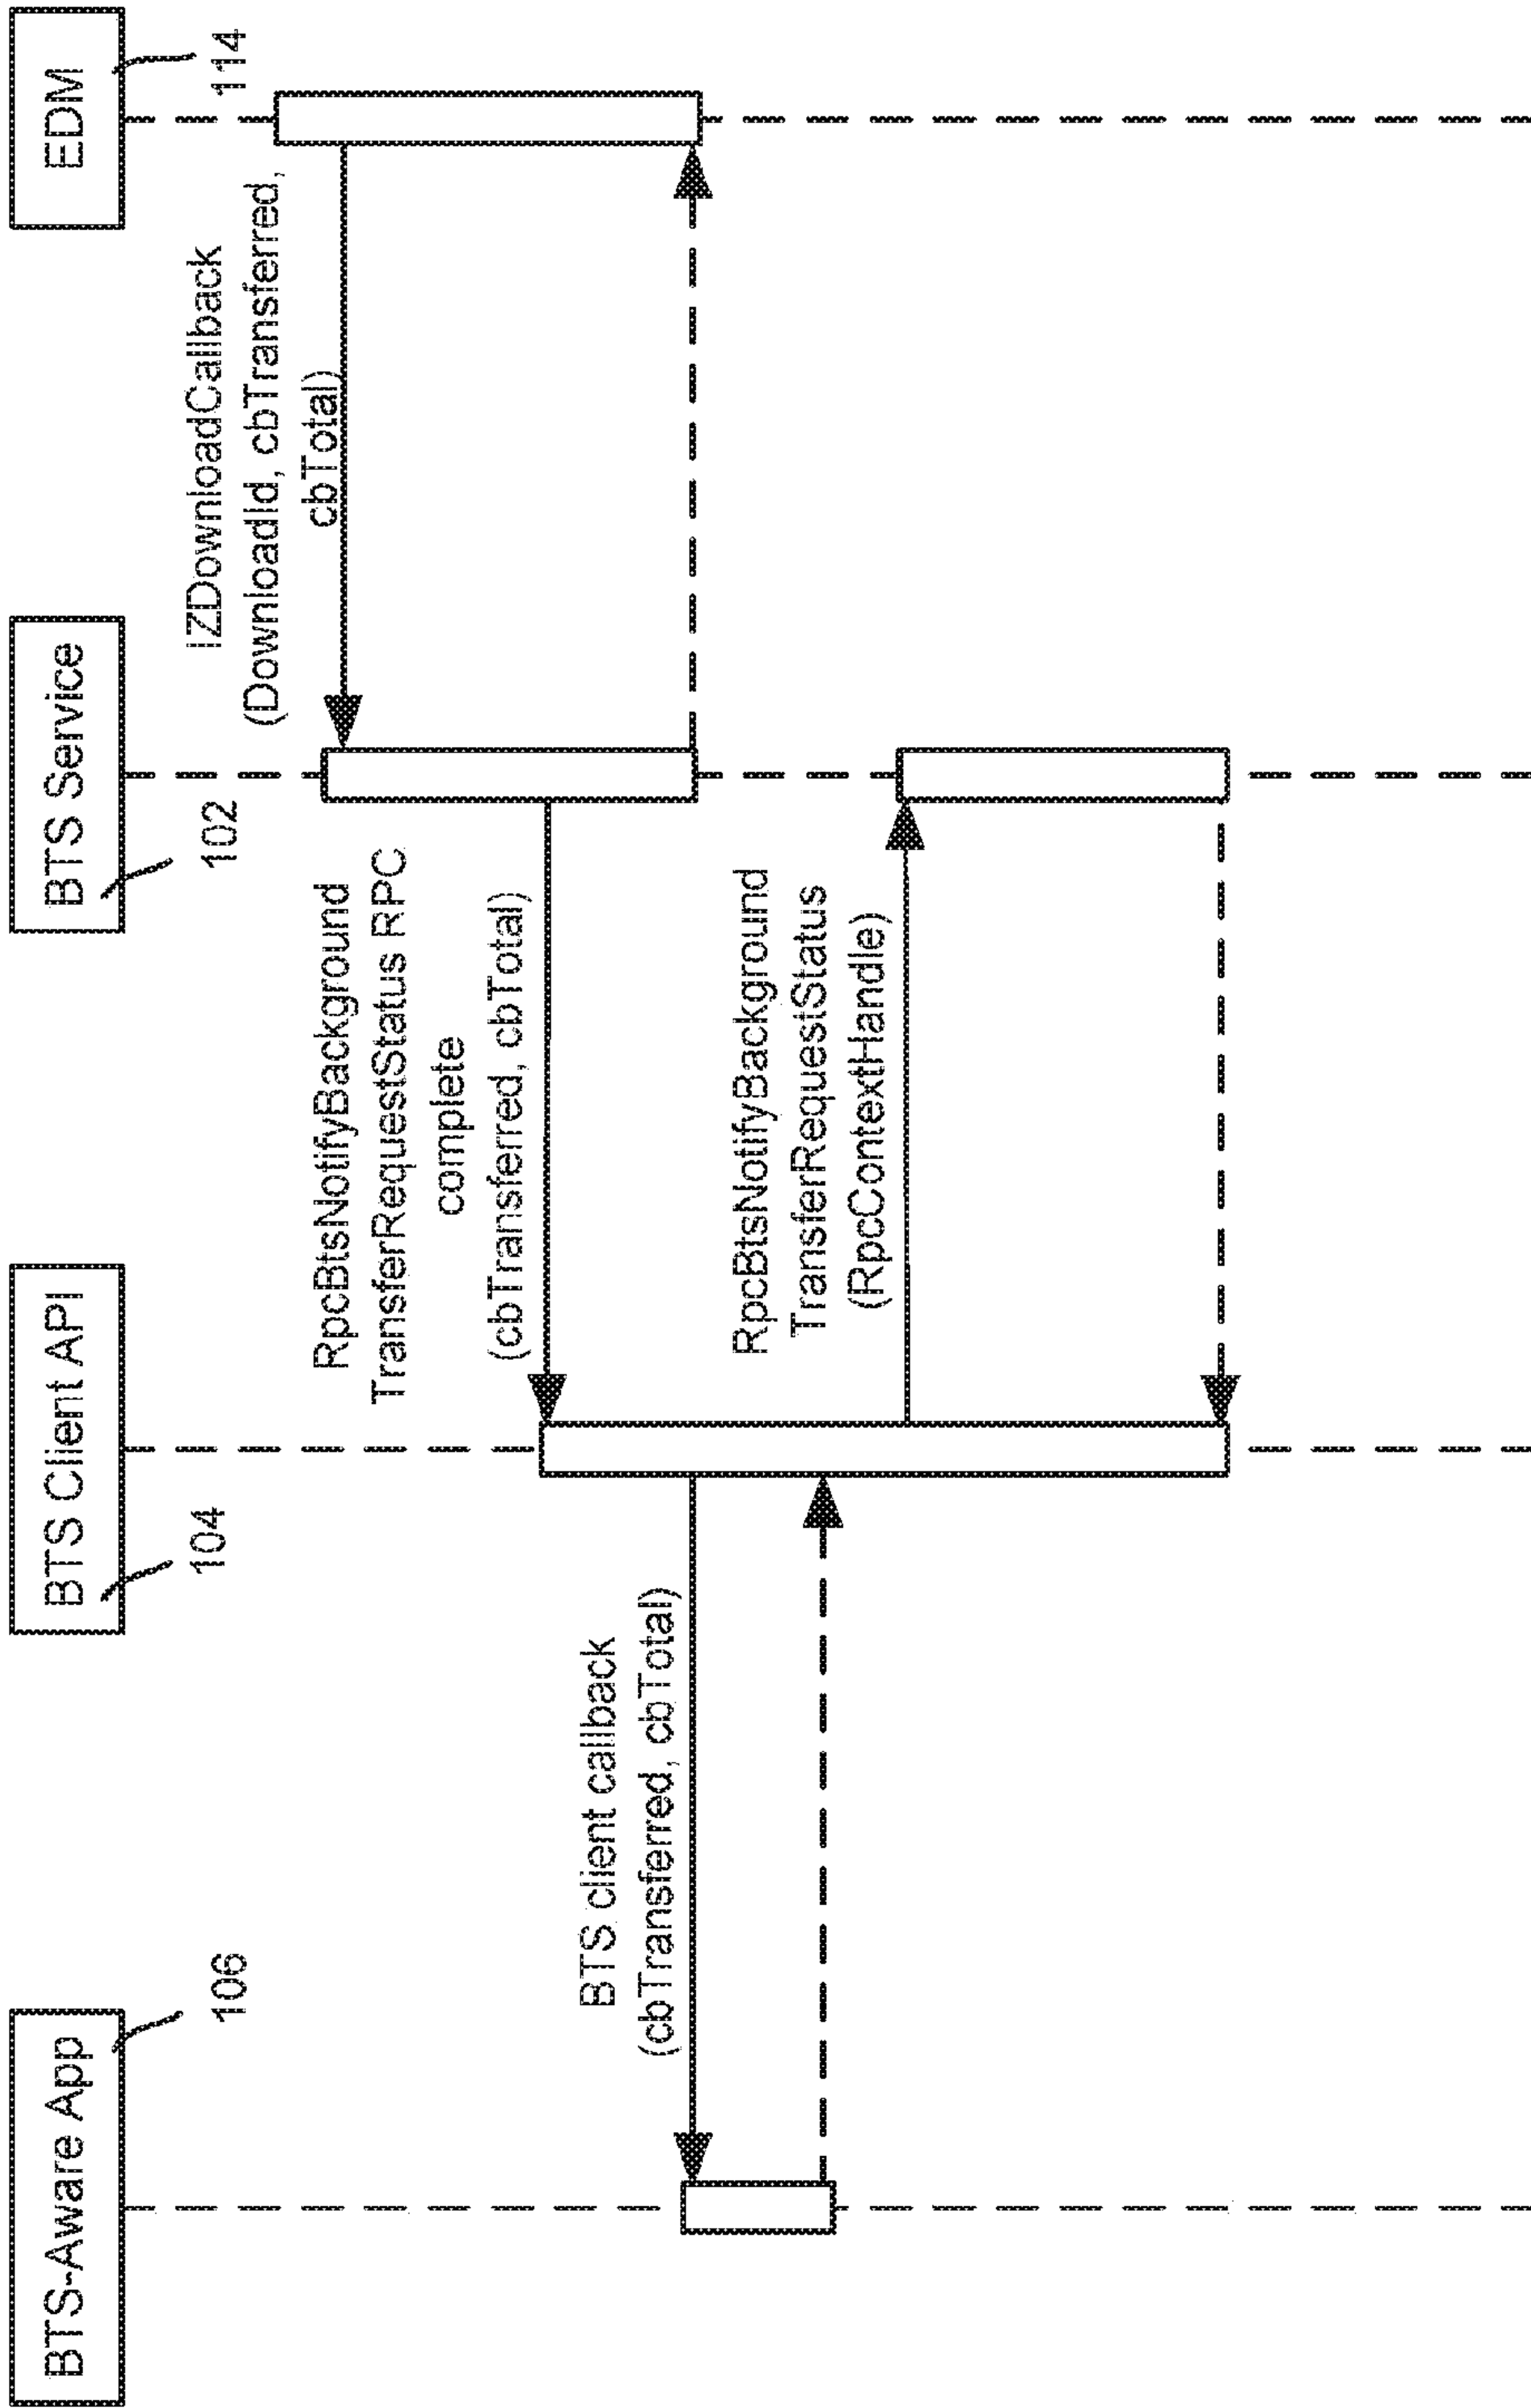 BTS-Aware App
106
BTS Client API
104
BTS Service
102
EDM
114
IZDownloadCallback
(DownloadId, cbTransferred,
cbTotal)
RpcBtsNotifyBackground
TransferRequestStatus RPC
complete
(cbTransferred, cbTotal)
BTS client callback
(cbTransferred, cbTotal)
RpcBtsNotifyBackground
TransferRequestStatus
(RpcContextHandle)